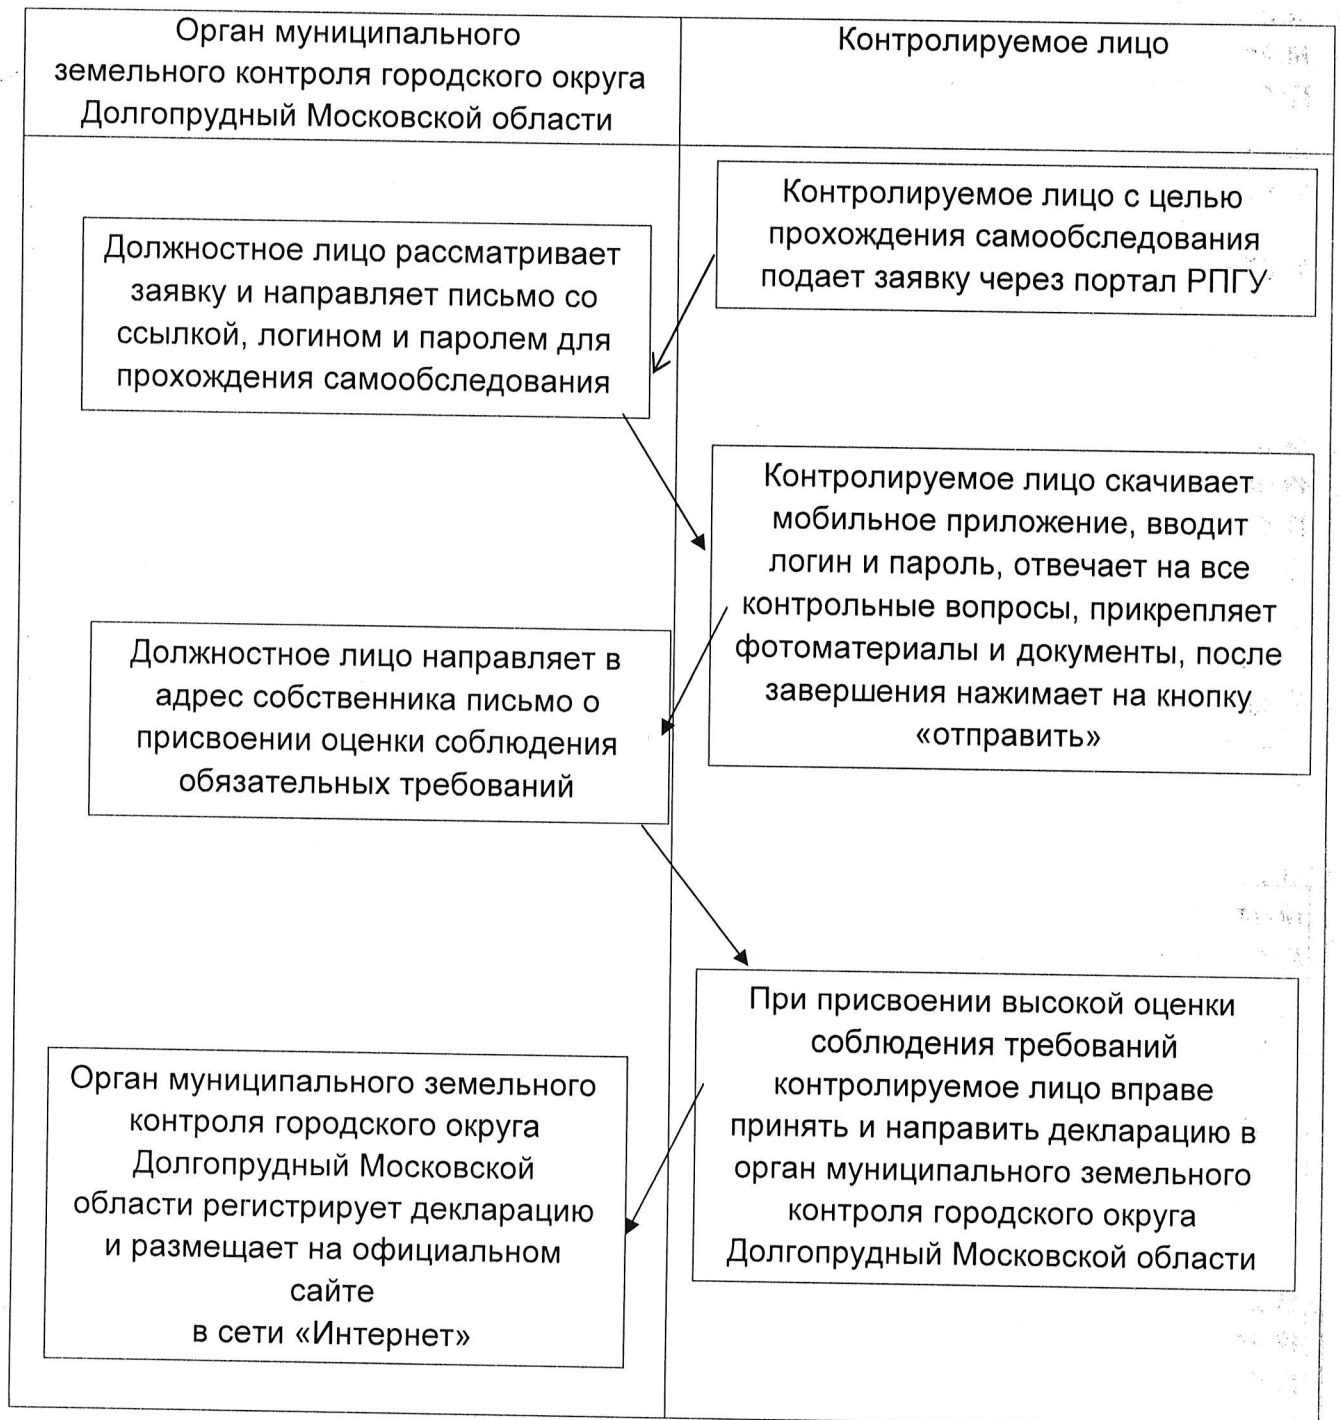 Орган муниципального
земельного контроля городского округа
Долгопрудный Московской области
Контролируемое лицо
Контролируемое лицо с целью
прохождения самообследования
подает заявку через портал РПГУ
Должностное лицо рассматривает
заявку и направляет письмо со
ссылкой, логином и паролем для
прохождения самообследования
Контролируемое лицо скачивает
мобильное приложение, вводит
логин и пароль, отвечает на все
контрольные вопросы, прикрепляет
фотоматериалы и документы, после
завершения нажимает на кнопку
«отправить»
Должностное лицо направляет в
адрес собственника письмо о
присвоении оценки соблюдения
обязательных требований
При присвоении высокой оценки
соблюдения требований
контролируемое лицо вправе
принять и направить декларацию в
орган муниципального земельного
контроля городского округа
Долгопрудный Московской области
Орган муниципального земельного
контроля городского округа
Долгопрудный Московской
области регистрирует декларацию
и размещает на официальном
сайте
в сети «Интернет»